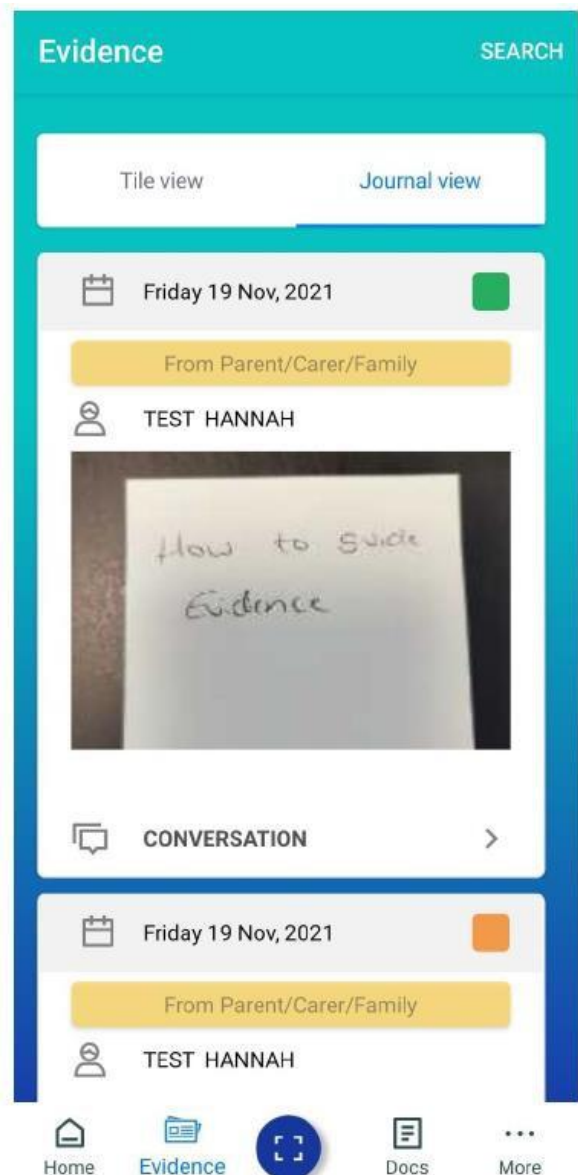 Evidence SEARCH
Tile view Journal view
Friday 19 Nov, 2021
From Parent/Carer/Family
TEST HANNAH
How to guide
Evidence
CONVERSATION
Friday 19 Nov, 2021
From Parent/Carer/Family
TEST HANNAH
Home Evidence Docs More